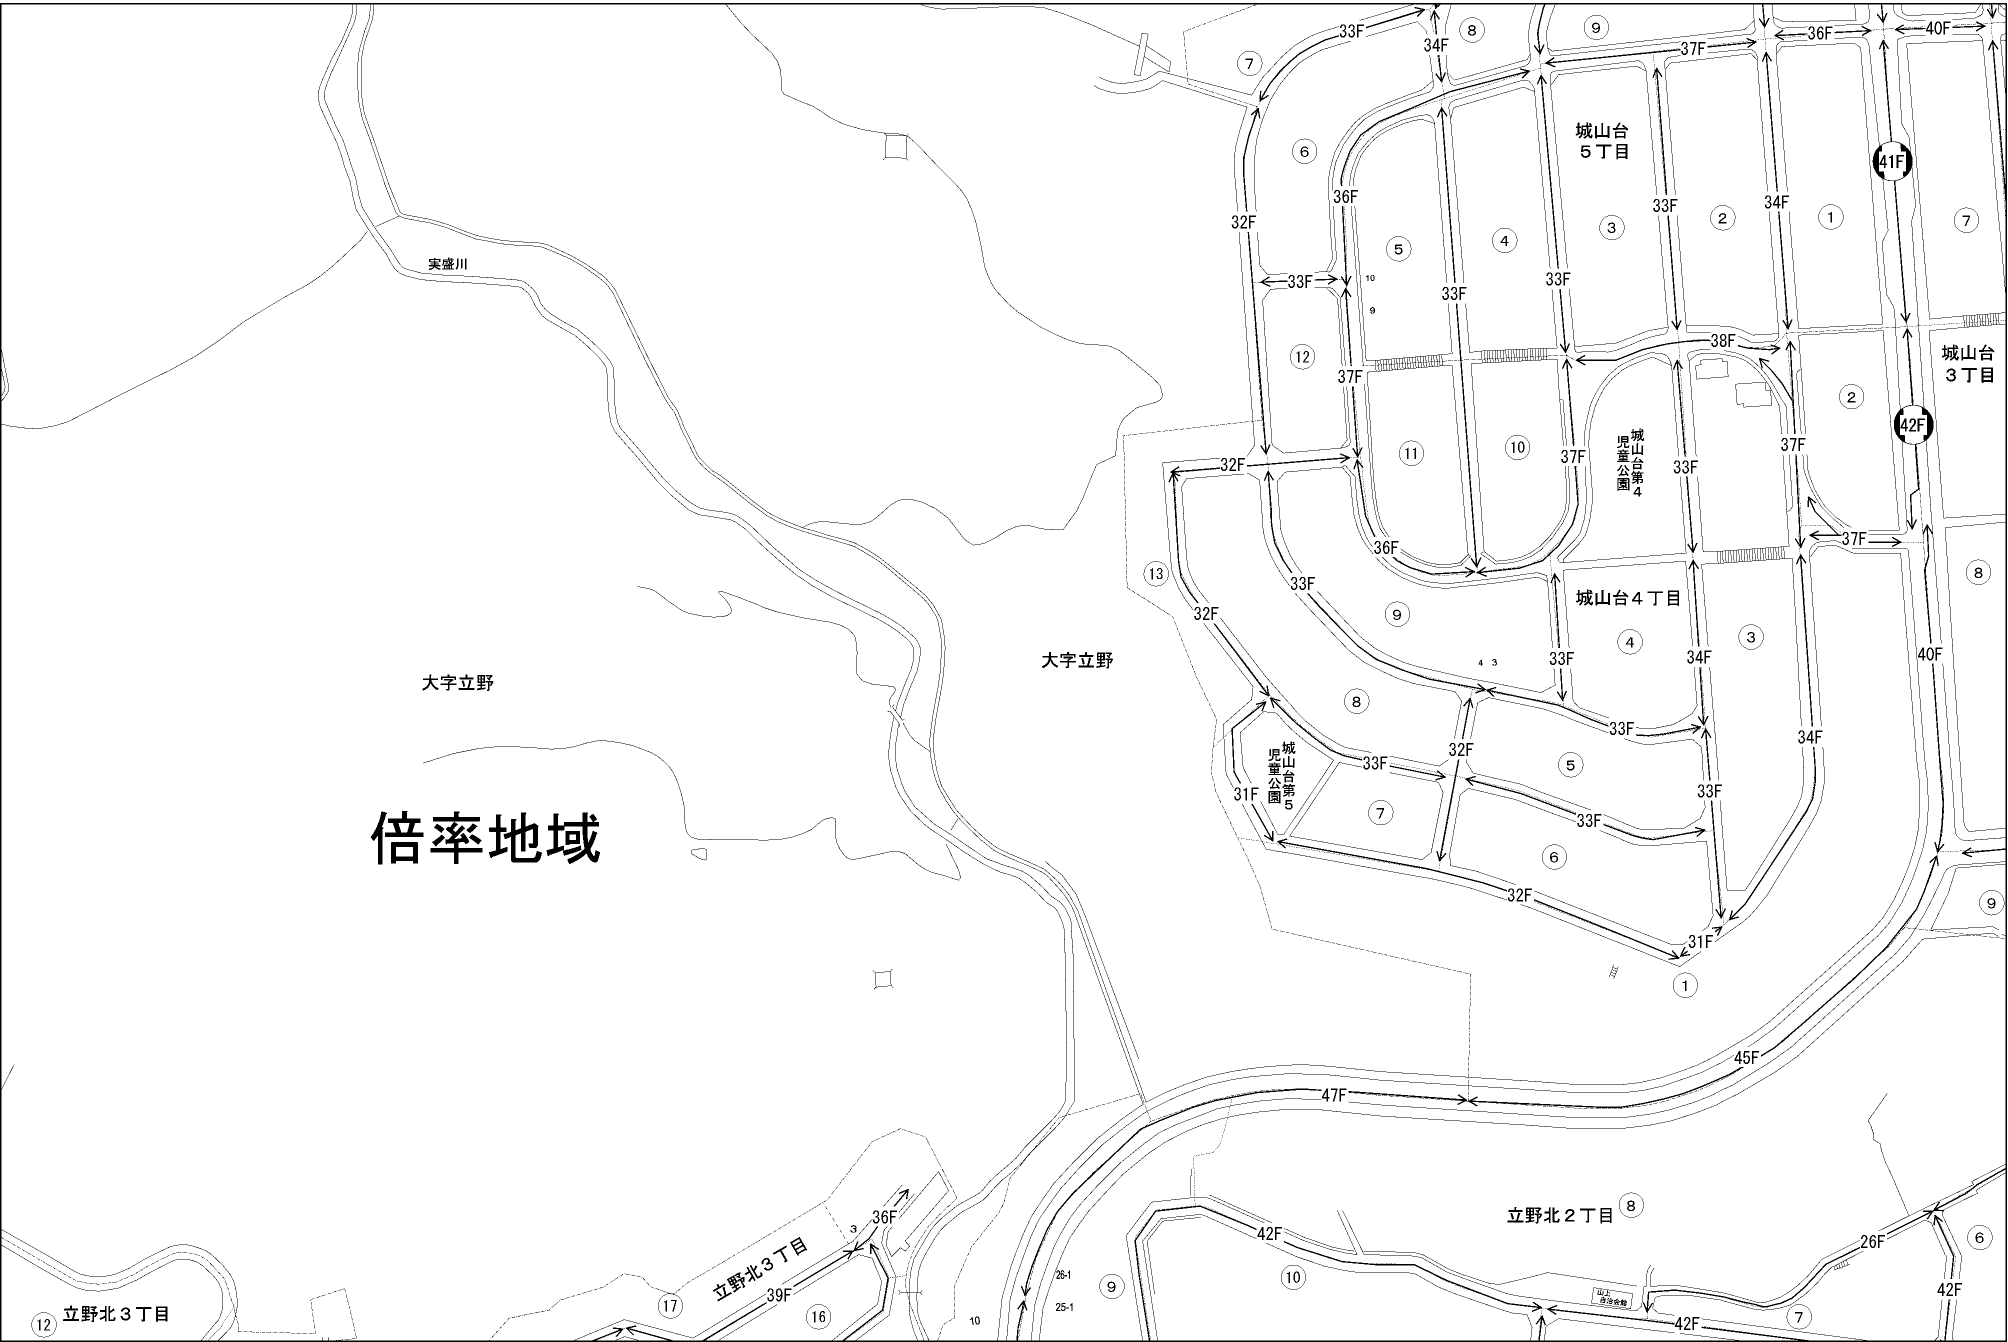 33F
34F
⑧
⑨
37F
36F
40F
⑦
城山台
５丁目
⑥
41F
36F
32F
33F
34F
⑤
④
③
②
①
⑦
実盛川
33F
10
33F
33F
9
38F
城山台
３丁目
⑫
37F
②
42F
⑪
⑩
37F
城山台第４
児童公園
33F
37F
32F
36F
37F
⑬
33F
⑧
32F
⑨
城山台４丁目
④
③
大字立野
4 3
33F
34F
40F
大字立野
⑧
33F
34F
32F
城山台第５
児童公園
33F
⑤
31F
33F
⑦
33F
倍率地域
⑥
32F
⑨
31F
①
45F
47F
36F
3
立野北２丁目
⑧
42F
26F
⑥
立野北３丁目
26-1
⑨
⑩
42F
39F
山上
自治会館
⑰
25-1
⑫
立野北３丁目
⑯
10
⑦
42F